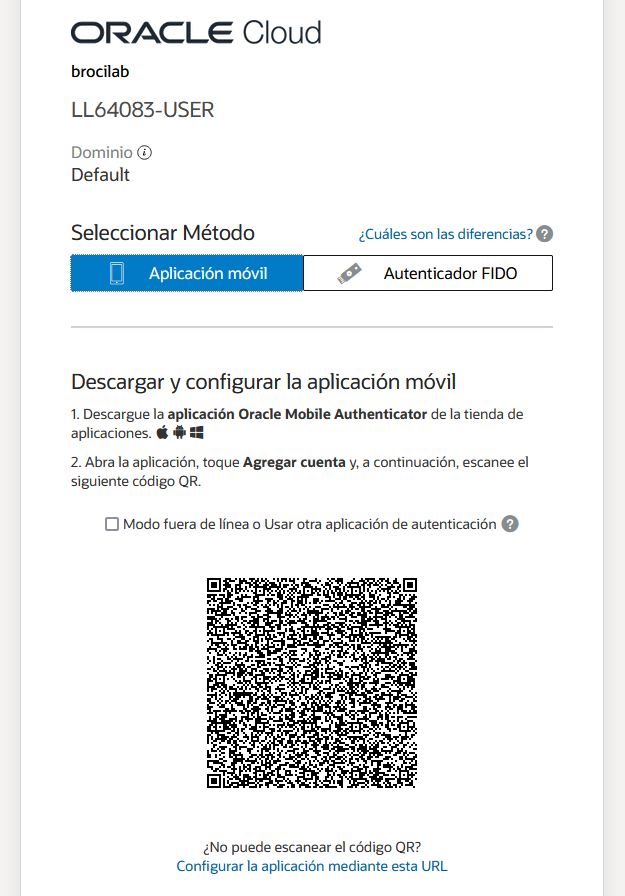 ORACLE Cloud
brocilab
LL64083-USER
Dominio
Default
Seleccionar Método
¿Cuáles son las diferencias?
Aplicación móvil
Autenticador FIDO
Descargar y configurar la aplicación móvil
1. Descargue la aplicación Oracle Mobile Authenticator de la tienda de
aplicaciones.
2. Abra la aplicación, toque Agregar cuenta y, a continuación, escanee el
siguiente código QR.
Modo fuera de línea o Usar otra aplicación de autenticación
¿No puede escanear el código QR?
Configurar la aplicación mediante esta URL